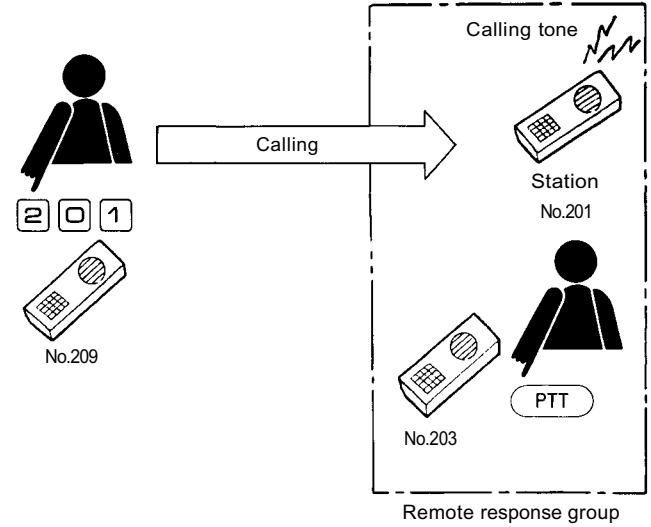 Calling tone
Calling
Station
No.201
2 0 1
No.209
PTT
No.203
Remote response group